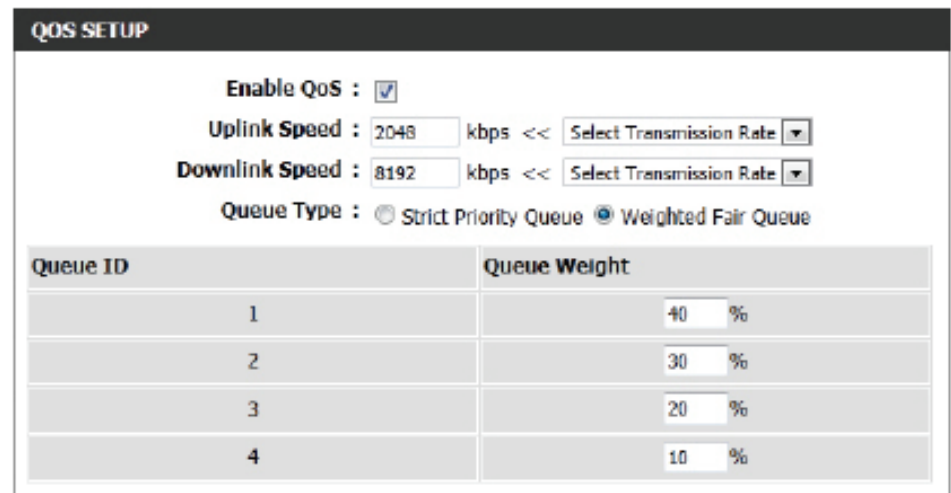 QOS SETUP
Enable QoS :
Uplink Speed : 2048 kbps << Select Transmission Rate
Downlink Speed : 8192 kbps << Select Transmission Rate
Queue Type : Strict Priority Queue Weighted Fair Queue
Queue ID Queue Weight
1 40 %
2 30 %
3 20 %
4 10 %